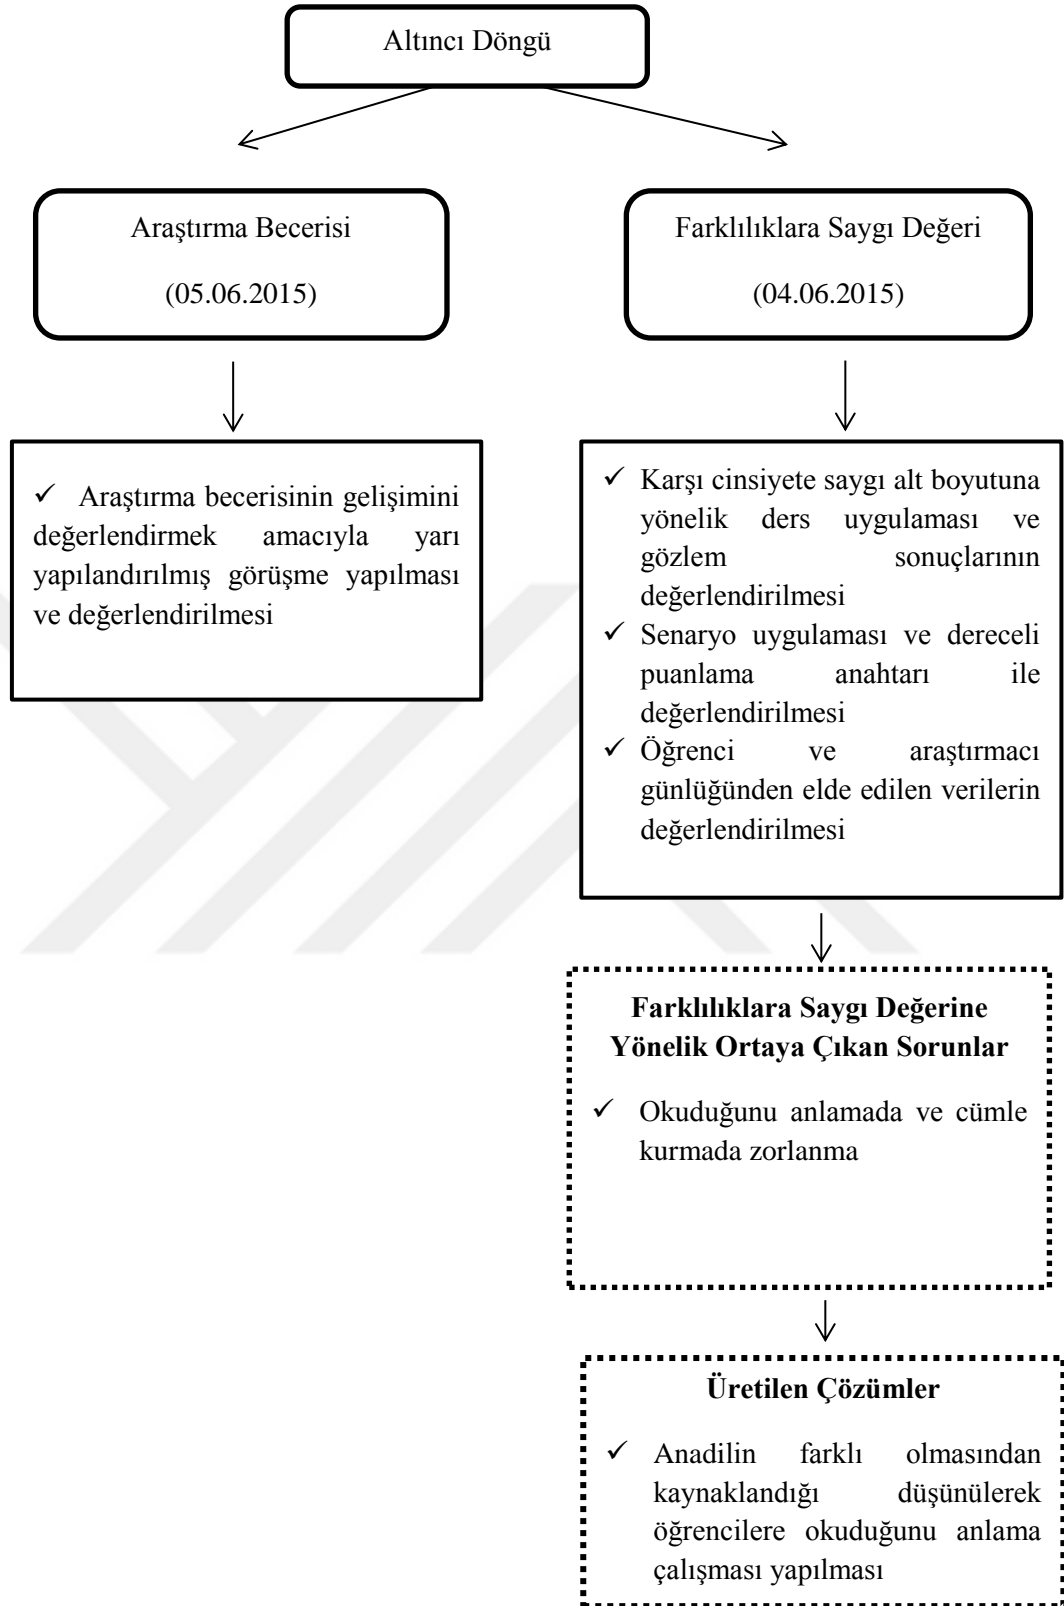 Altıncı Döngü
Araştırma Becerisi
(05.06.2015)
Farklılıklara Saygı Değeri
(04.06.2015)
✓ Araştırma becerisinin gelişimini
değerlendirmek amacıyla yarı
yapılandırılmış görüşme yapılması
ve değerlendirilmesi
✓ Karşı cinsiyete saygı alt boyutuna
yönelik ders uygulaması ve
gözlem sonuçlarının
değerlendirilmesi
✓ Senaryo uygulaması ve dereceli
puanlama anahtarı ile
değerlendirilmesi
✓ Öğrenci ve araştırmacı
günlüğünden elde edilen verilerin
değerlendirilmesi
Farklılıklara Saygı Değerine
Yönelik Ortaya Çıkan Sorunlar
✓ Okuduğunu anlamada ve cümle
kurmada zorlanma
Üretilen Çözümler
✓ Anadilin farklı olmasından
kaynaklandığı düşünülerek
öğrencilere okuduğunu anlama
çalışması yapılması